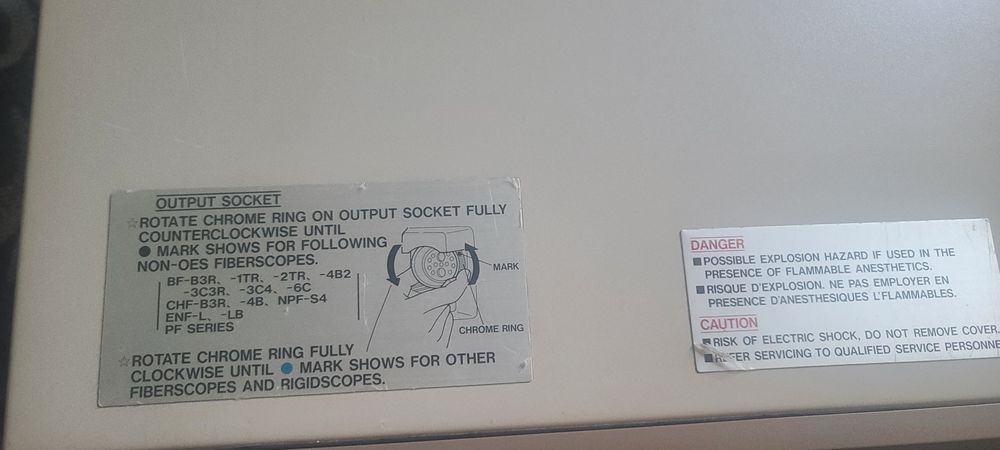 OUTPUT SOCKET
☆ROTATE CHROME RING ON OUTPUT SOCKET FULLY
COUNTERCLOCKWISE UNTIL
● MARK SHOWS FOR FOLLOWING
NON-OES FIBERSCOPES.
BF-B3R、-1TR、-2TR、-4B2
-3C3R、-3C4、-6C
CHF-B3R、-4B、NPF-S4
ENF-L、-LB
PF SERIES
MARK
CHROME RING
☆ROTATE CHROME RING FULLY
CLOCKWISE UNTIL ● MARK SHOWS FOR OTHER
FIBERSCOPES AND RIGIDSCOPES.
DANGER
■POSSIBLE EXPLOSION HAZARD IF USED IN THE
PRESENCE OF FLAMMABLE ANESTHETICS.
■RISQUE D'EXPLOSION. NE PAS EMPLOYER EN
PRESENCE D'ANESTHESIQUES L'FLAMMABLES.
CAUTION
■RISK OF ELECTRIC SHOCK, DO NOT REMOVE COVER.
■REFER SERVICING TO QUALIFIED SERVICE PERSONNE